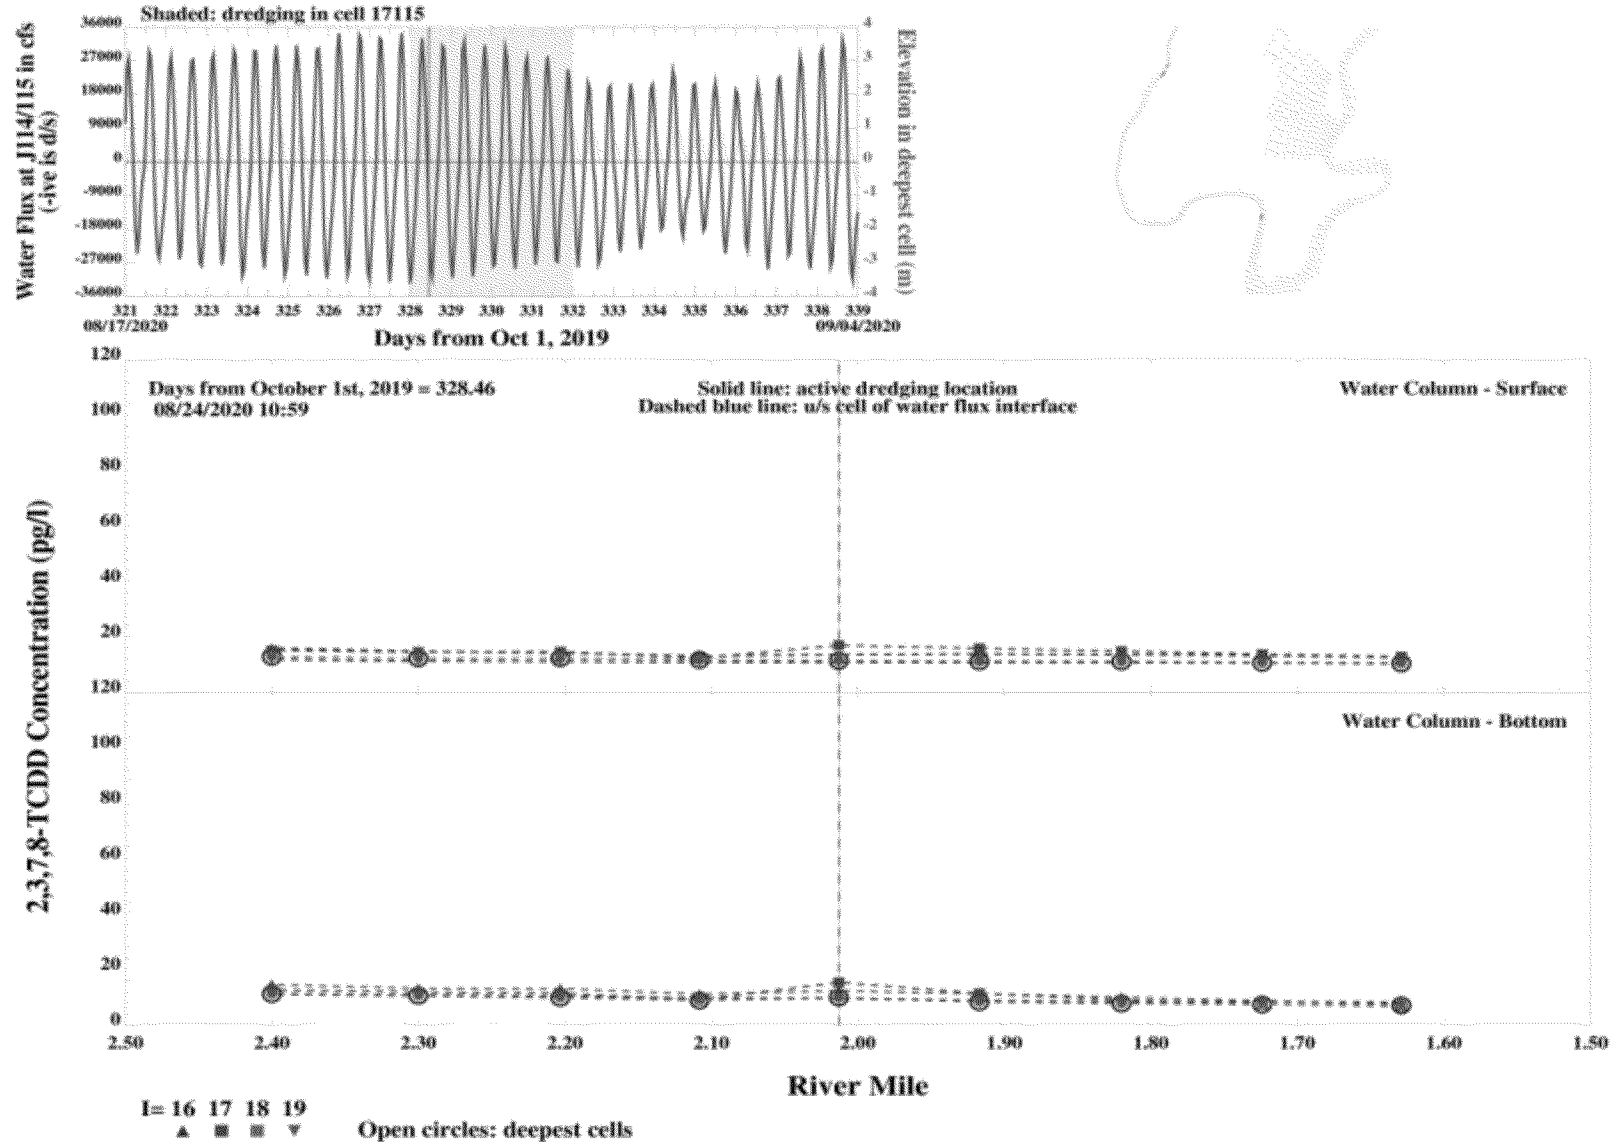 Shaded: dredging in cell 17115
Water Flux at J114/115 in cfs
(-ive is d/s)
36000
27000
18000
9000
0
-9000
-18000
-27000
-36000
4
3
2
1
0
-1
-2
-3
-4
Elevation in deepest cell (m)
321 322 323 324 325 326 327 328 329 330 331 332 333 334 335 336 337 338 339
08/17/2020 09/04/2020
Days from Oct 1, 2019
2,3,7,8-TCDD Concentration (pg/l)
120
100
80
60
40
20
Days from October 1st, 2019 = 328.46
08/24/2020 10:59
Solid line: active dredging location
Dashed blue line: u/s cell of water flux interface
Water Column - Surface
120
100
80
60
40
20
0
Water Column - Bottom
2.50 2.40 2.30 2.20 2.10 2.00 1.90 1.80 1.70 1.60 1.50
River Mile
I= 16 17 18 19
Open circles: deepest cells